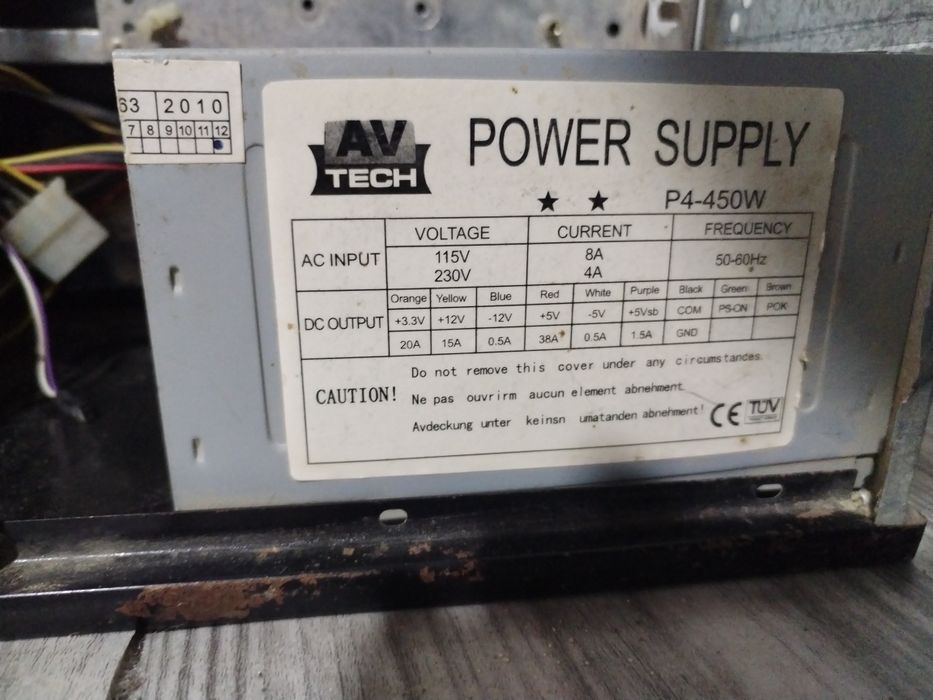 63 2010
7 8 9 10 11 12
AV TECH
POWER SUPPLY
★ ★ P4-450W
AC INPUT VOLTAGE CURRENT FREQUENCY
115V 8A 50-60Hz
230V 4A
DC OUTPUT Orange Yellow Blue Red White Purple Black Green Brown
+3.3V +12V -12V +5V -5V +5Vsb COM PS-ON POK
20A 15A 0.5A 38A 0.5A 1.5A GND
CAUTION!
Do not remove this cover under any circumstandes.
Ne pas ouvrirm aucun element abnehment
Avdeckung unter keinsn umatanden abnehment!
CE TUV